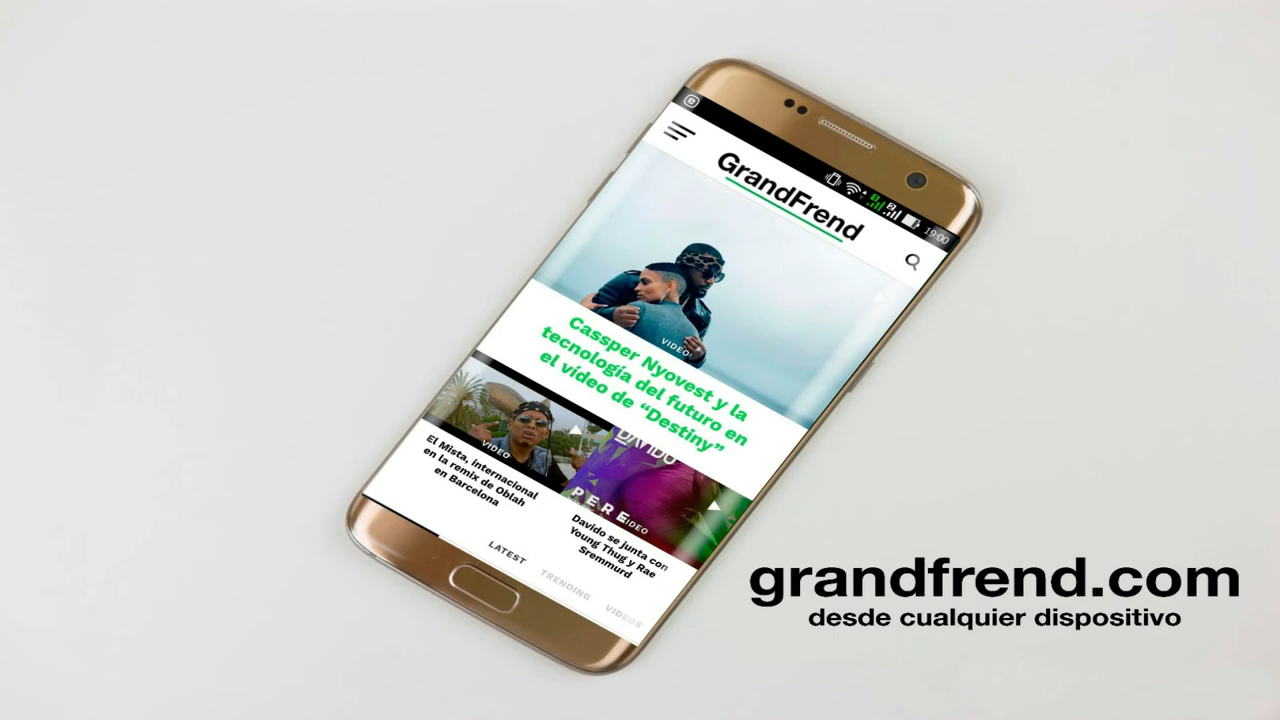 19:00
GrandFrend
VIDEO
Cassper Nyovest y la
tecnología del futuro en
el vídeo de “Destiny”
VIDEO
El Mista, internacional
en la remix de Oblah
en Barcelona
DAVIDO
RERE
VIDEO
Davido se junta con
Young Thug y Rae
Sremmurd
LATEST
TRENDING
VIDEOS
grandfrend.com
desde cualquier dispositivo